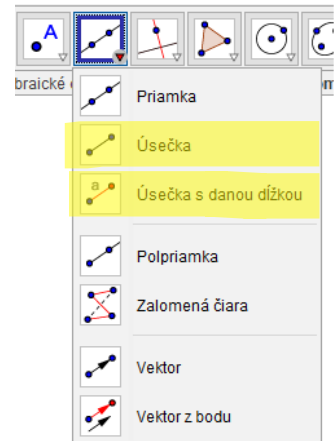 A
braické
Priamka
Úsečka
a
Úsečka s danou dĺžkou
Polpriamka
Zalomená čiara
Vektor
Vektor z bodu